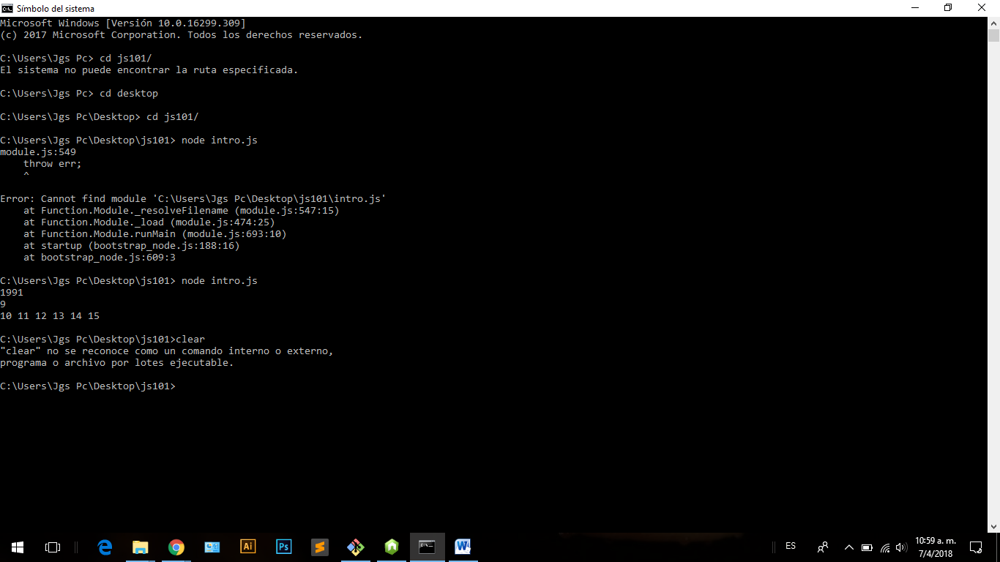 Símbolo del sistema
Microsoft Windows [Versión 10.0.16299.309]
(c) 2017 Microsoft Corporation. Todos los derechos reservados.
C:\Users\Jgs Pc> cd js101/
El sistema no puede encontrar la ruta especificada.
C:\Users\Jgs Pc> cd desktop
C:\Users\Jgs Pc\Desktop> cd js101/
C:\Users\Jgs Pc\Desktop\js101> node intro.js
module.js:549
    throw err;
    ^
Error: Cannot find module 'C:\Users\Jgs Pc\Desktop\js101\intro.js'
    at Function.Module._resolveFilename (module.js:547:15)
    at Function.Module._load (module.js:474:25)
    at Function.Module.runMain (module.js:693:10)
    at startup (bootstrap_node.js:188:16)
    at bootstrap_node.js:609:3
C:\Users\Jgs Pc\Desktop\js101> node intro.js
1991
9
10 11 12 13 14 15
C:\Users\Jgs Pc\Desktop\js101>clear
"clear" no se reconoce como un comando interno o externo,
programa o archivo por lotes ejecutable.
C:\Users\Jgs Pc\Desktop\js101>
Ai
Ps
ES
10:59 a. m.
7/4/2018